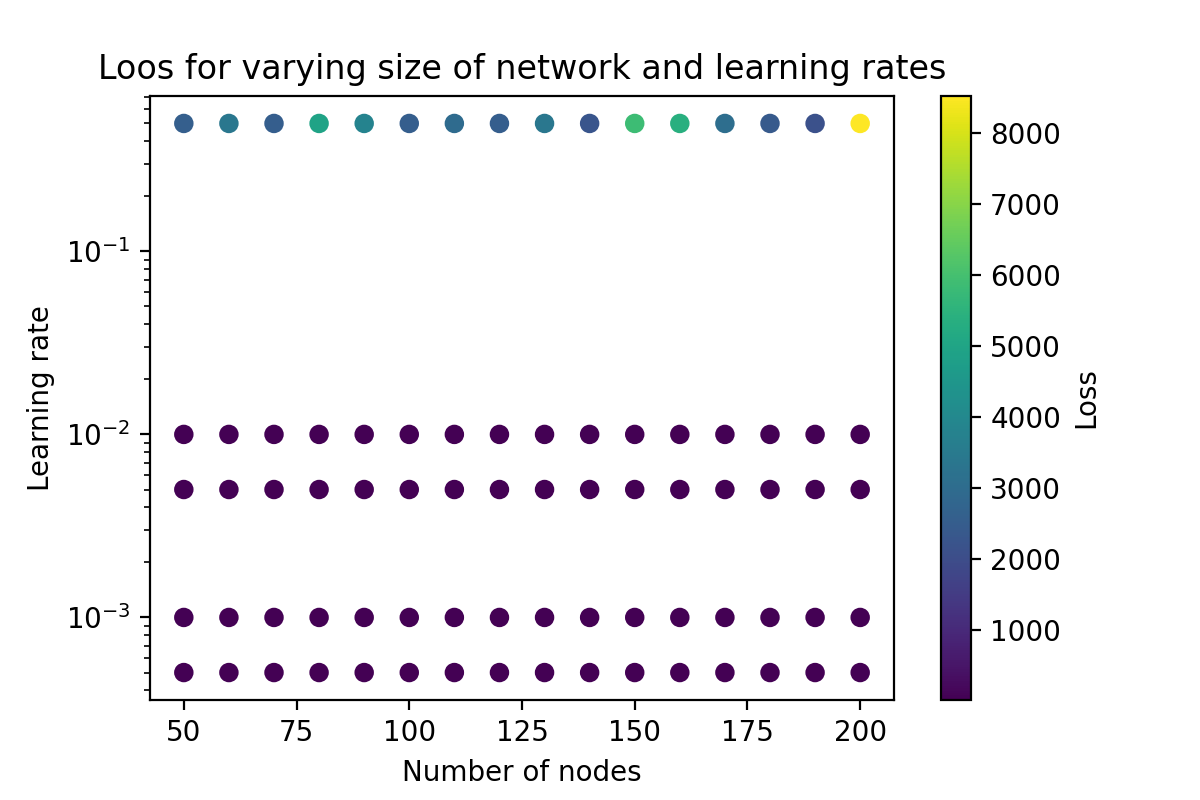 Loos for varying size of network and learning rates
10⁻¹
10⁻²
10⁻³
Learning rate
50 75 100 125 150 175 200
Number of nodes
8000
7000
6000
5000
4000
3000
2000
1000
Loss